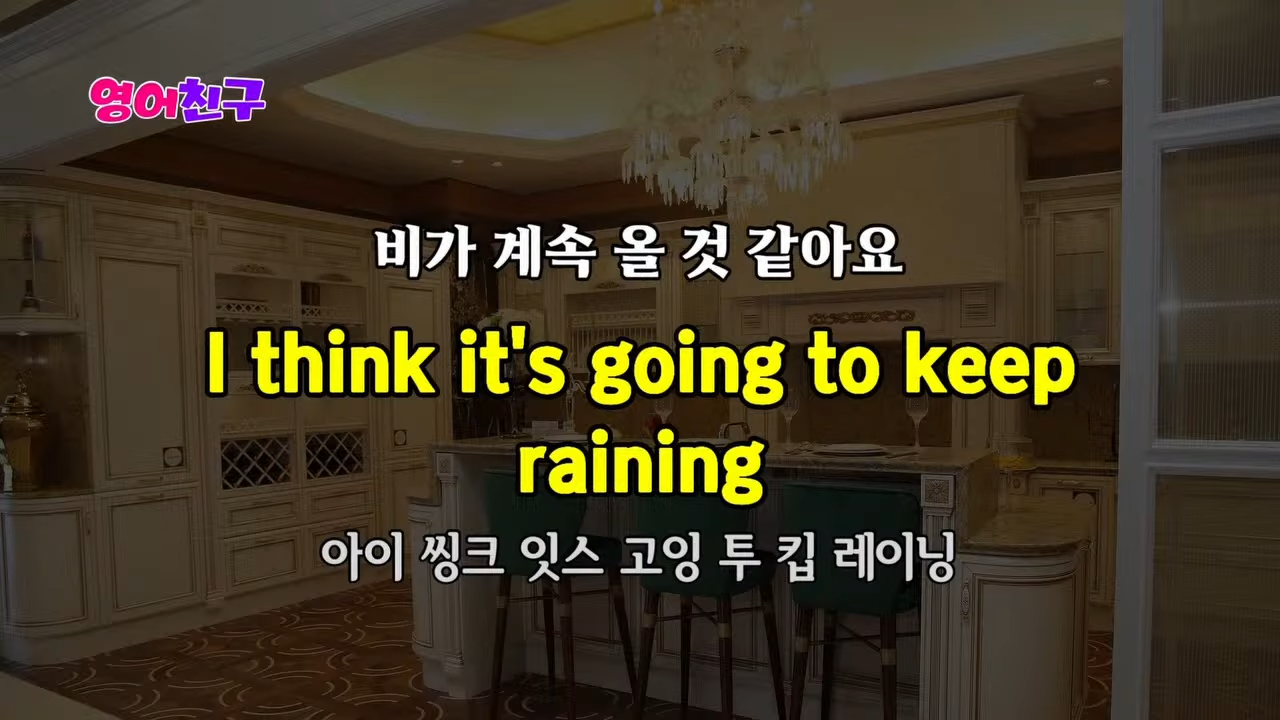 영어친구
비가 계속 올 것 같아요
I think it's going to keep
raining
아이 씽크 잇스 고잉 투 킵 레이닝